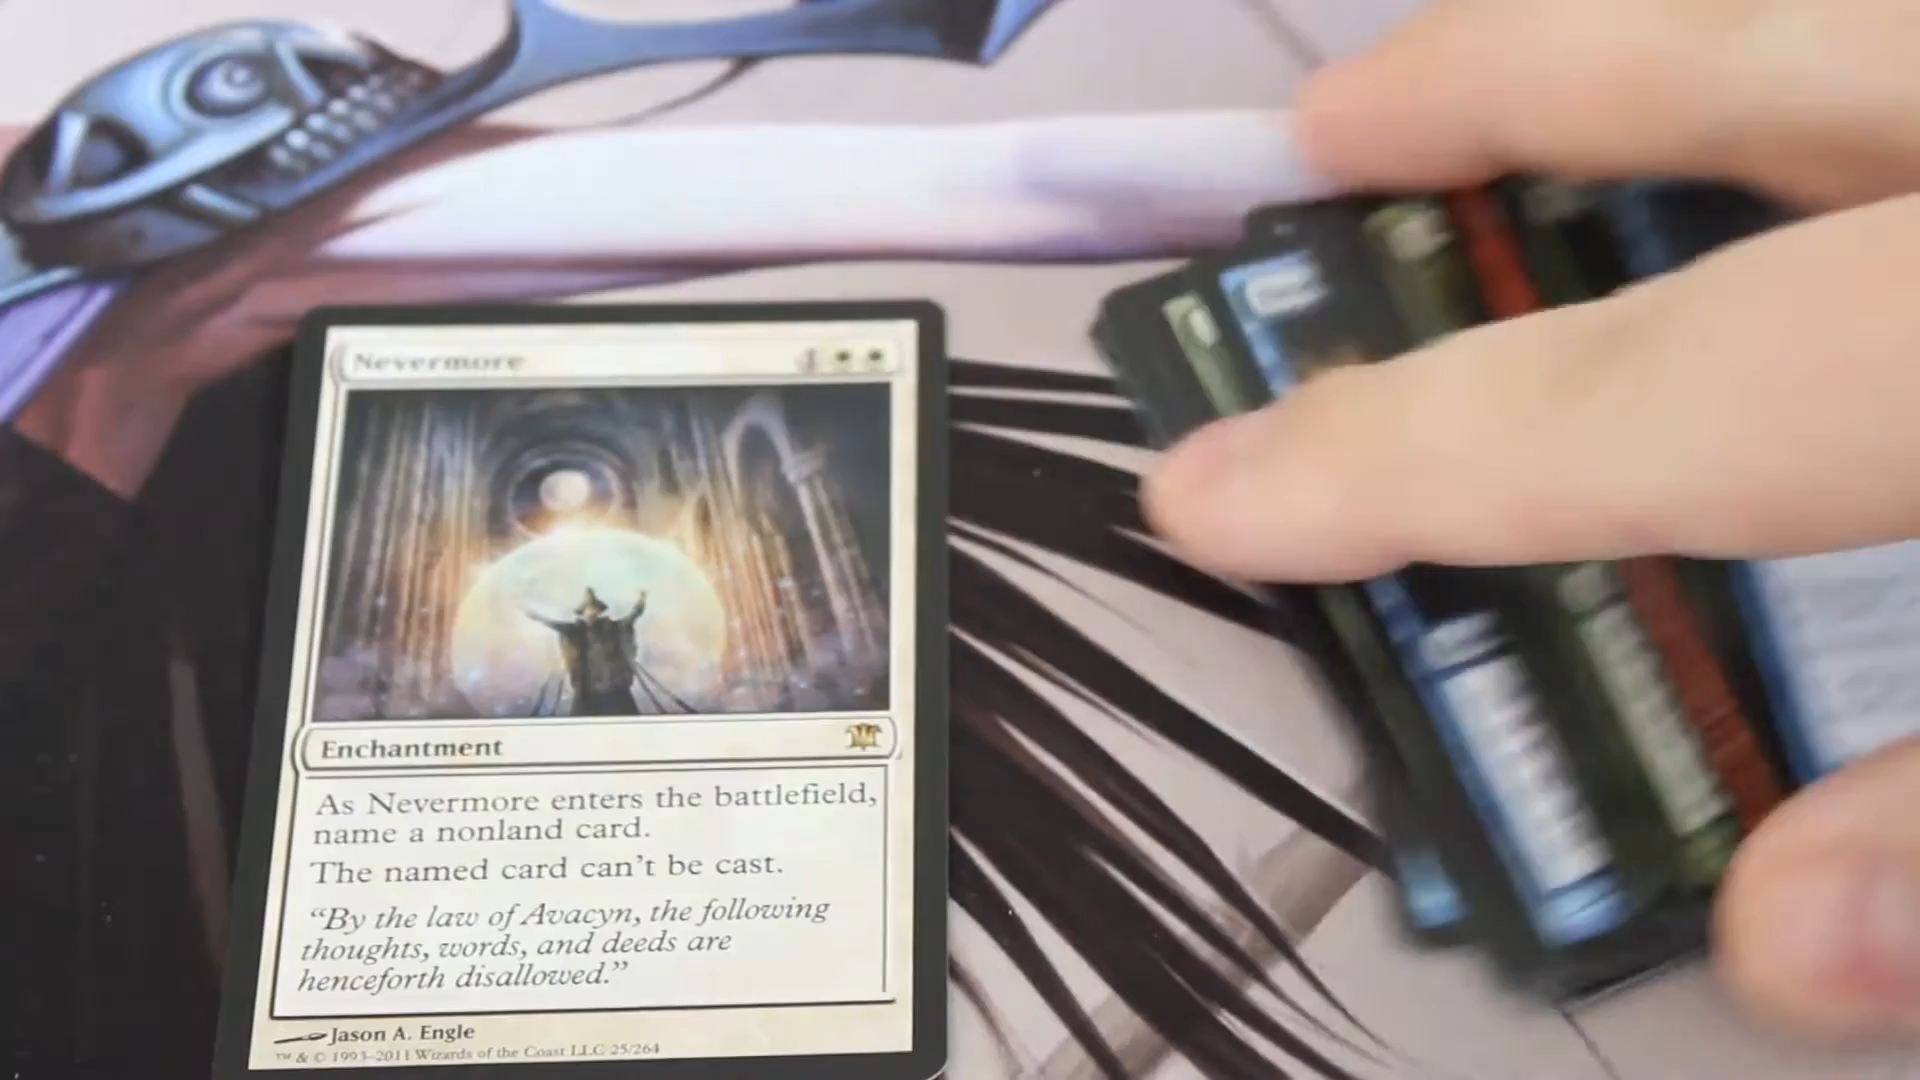 Nevermore
Enchantment
As Nevermore enters the battlefield,
name a nonland card.
The named card can't be cast.
“By the law of Avacyn, the following
thoughts, words, and deeds are
henceforth disallowed.”
Jason A. Engle
™ & © 1993–2011 Wizards of the Coast LLC 25/264